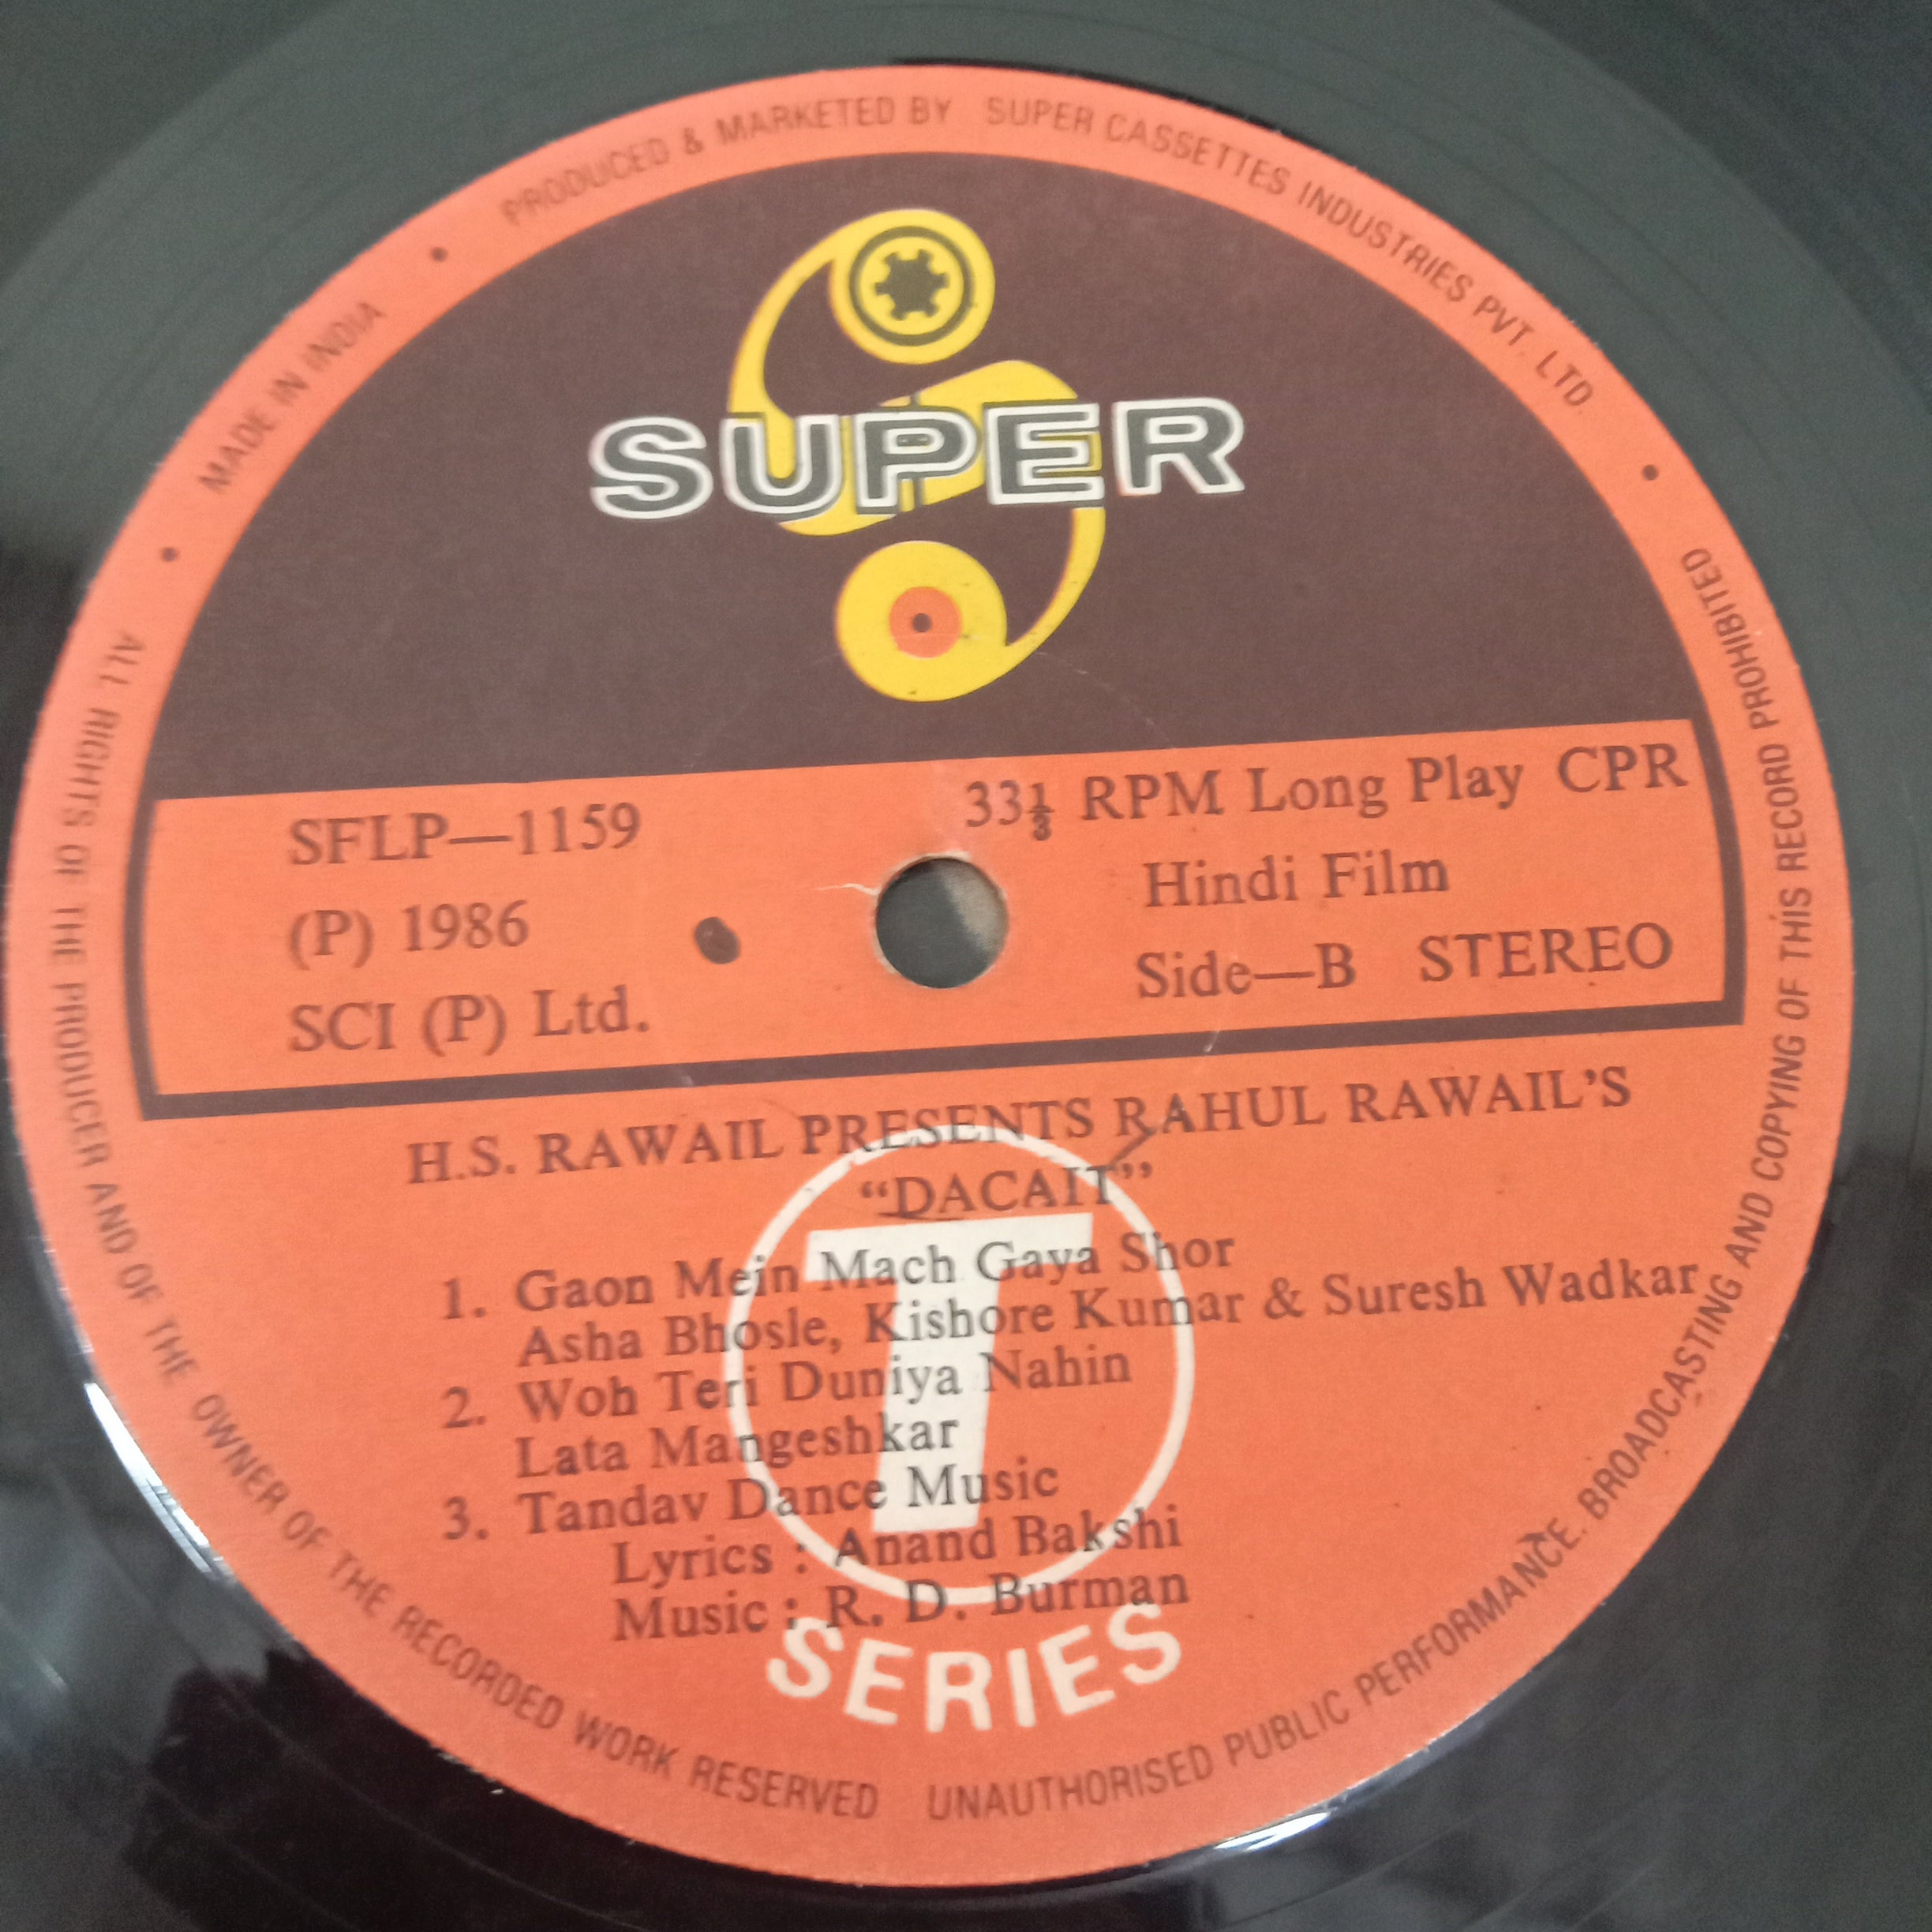 PRODUCED & MARKETED BY SUPER CASSETTES INDUSTRIES PVT. LTD.
MADE IN INDIA
SUPER
SFLP—1159
(P) 1986
SCI (P) Ltd.
33⅓ RPM Long Play CPR
Hindi Film
Side—B STEREO
H.S. RAWAIL PRESENTS RAHUL RAWAIL'S
“DACAIT”
1. Gaon Mein Mach Gaya Shor
Asha Bhosle, Kishore Kumar & Suresh Wadkar
2. Woh Teri Duniya Nahin
Lata Mangeshkar
3. Tandav Dance Music
Lyrics : Anand Bakshi
Music : R. D. Burman
T
SERIES
ALL RIGHTS OF THE PRODUCER AND OF THE OWNER OF THE RECORDED WORK RESERVED
UNAUTHORISED PUBLIC PERFORMANCE. BROADCASTING AND COPYING OF THIS RECORD PROHIBITED